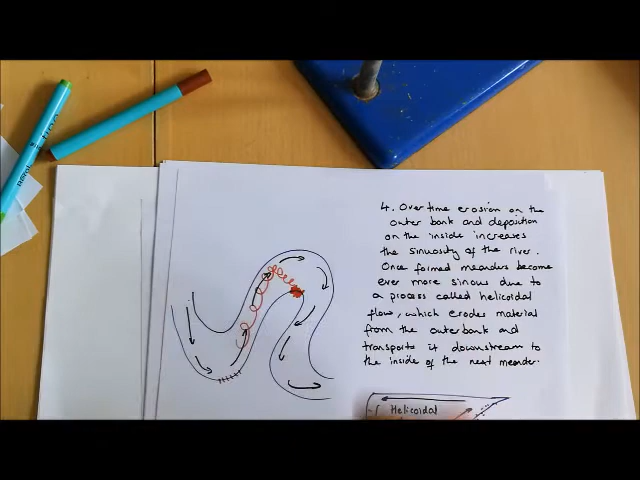 4. Over time erosion on the
outer bank and deposition
on the inside increases
the sinuosity of the river.
Once formed meanders become
ever more sinous due to
a process called helicoidal
flow, which erodes material
from the outerbank and
transports it downstream to
the inside of the next meander.
Helicoidal